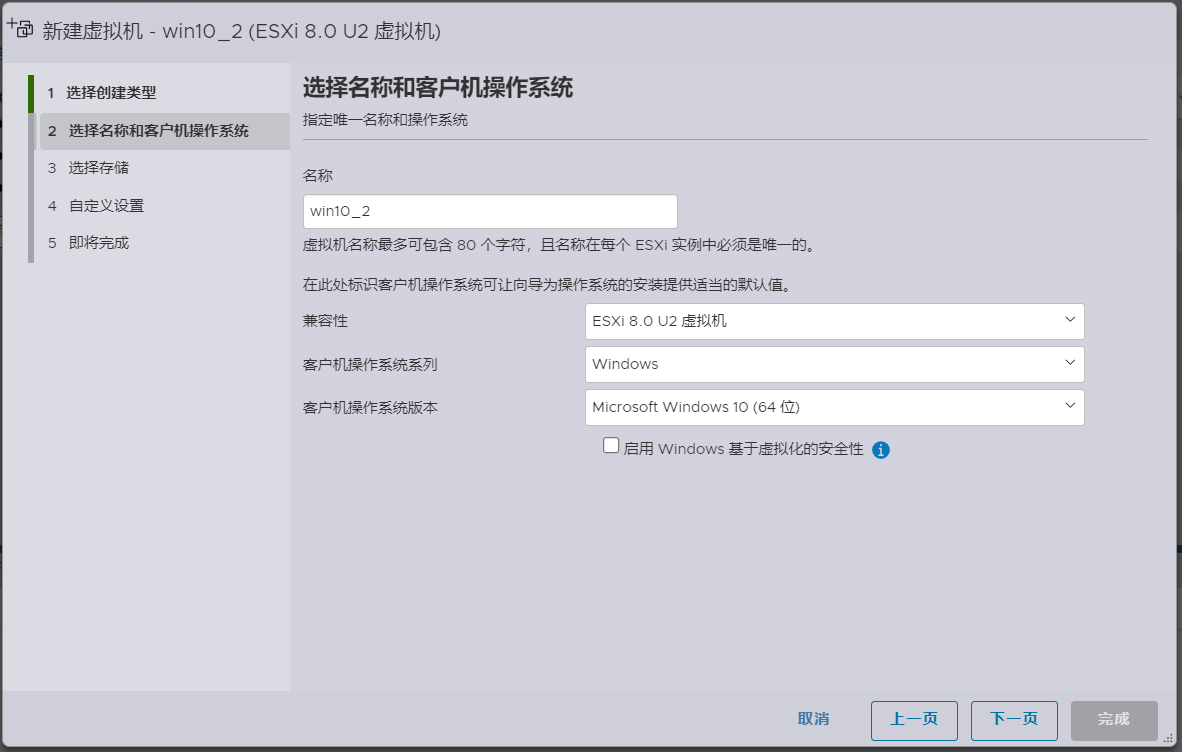 新建虚拟机 - win10_2 (ESXi 8.0 U2 虚拟机)
1 选择创建类型
2 选择名称和客户机操作系统
3 选择存储
4 自定义设置
5 即将完成
选择名称和客户机操作系统
指定唯一名称和操作系统
名称
win10_2
虚拟机名称最多可包含 80 个字符，且名称在每个 ESXi 实例中必须是唯一的。
在此处标识客户机操作系统可让向导为操作系统的安装提供适当的默认值。
兼容性 ESXi 8.0 U2 虚拟机
客户机操作系统系列 Windows
客户机操作系统版本 Microsoft Windows 10 (64 位)
启用 Windows 基于虚拟化的安全性
取消 上一页 下一页 完成